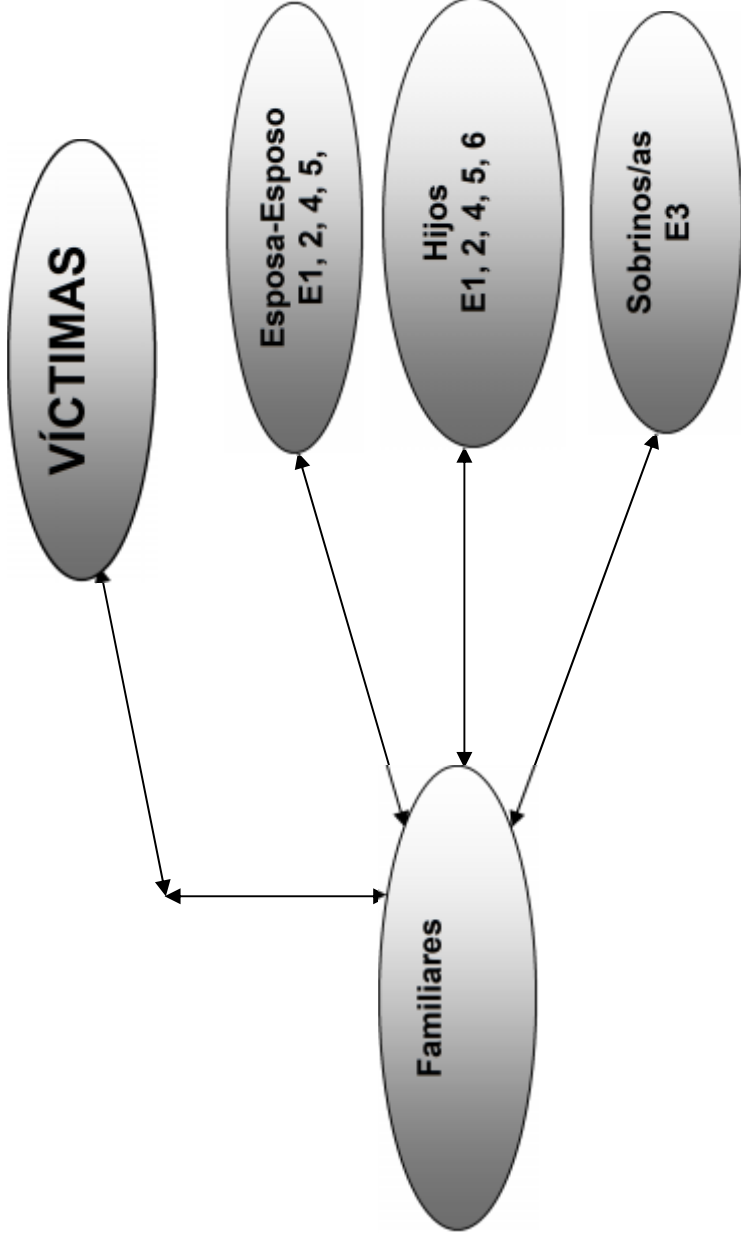 VÍCTIMAS
Familiares
Esposa-Esposo
E1, 2, 4, 5,
Hijos
E1, 2, 4, 5, 6
Sobrinos/as
E3